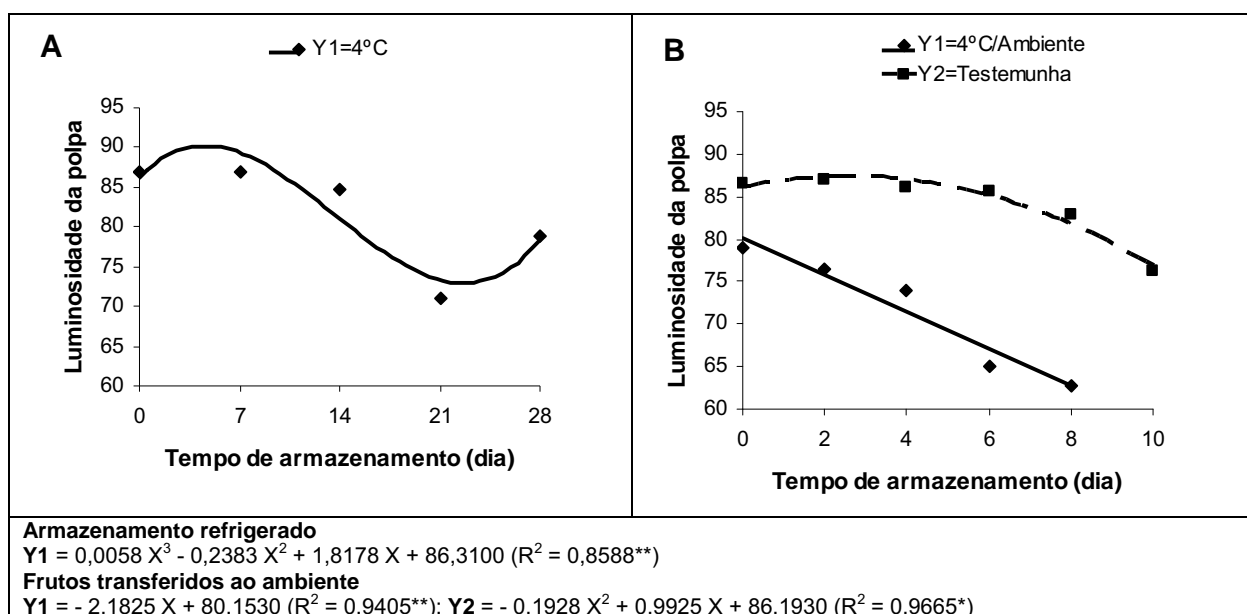 A
Y1=4ºC
Luminosidade da polpa
95
90
85
80
75
70
65
60
0 7 14 21 28
Tempo de armazenamento (dia)
B
Y1=4ºC/Ambiente
Y2=Testemunha
Luminosidade da polpa
95
90
85
80
75
70
65
60
0 2 4 6 8 10
Tempo de armazenamento (dia)
Armazenamento refrigerado
Y1 = 0,0058 X³ - 0,2383 X² + 1,8178 X + 86,3100 (R² = 0,8588**)
Frutos transferidos ao ambiente
Y1 = - 2,1825 X + 80,1530 (R² = 0,9405**); Y2 = - 0,1928 X² + 0,9925 X + 86,1930 (R² = 0,9665*)